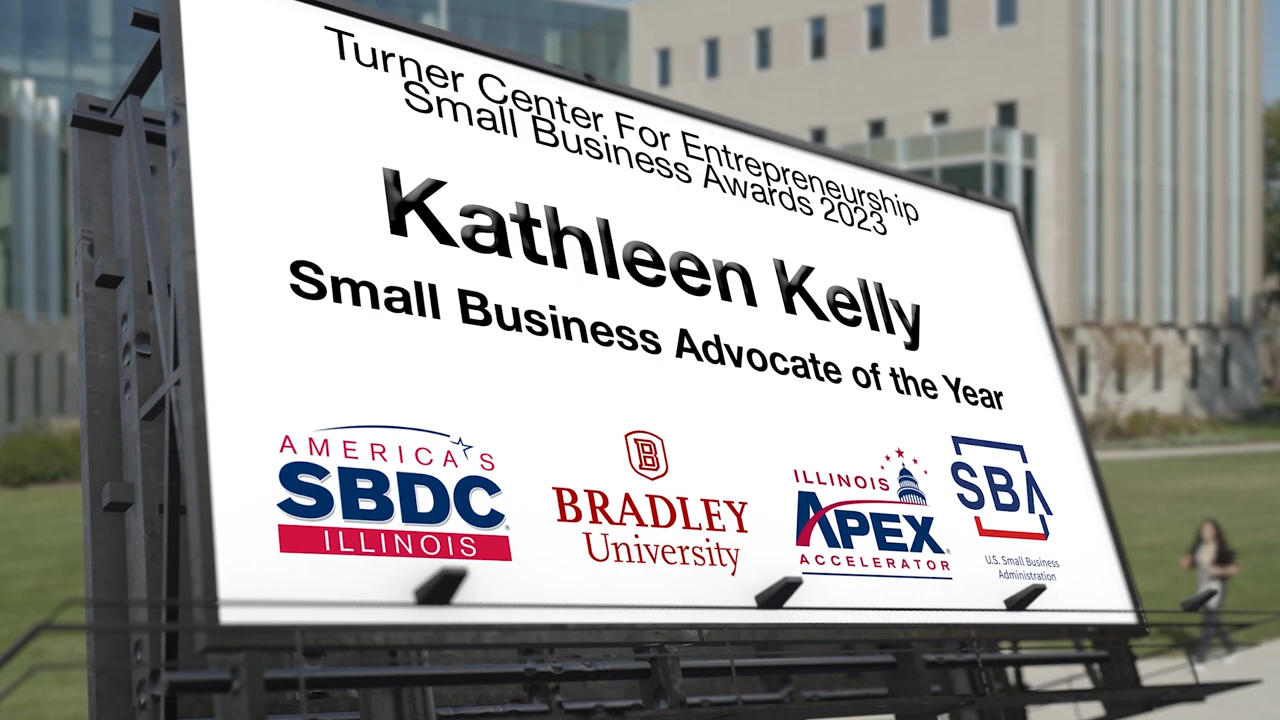 Turner Center For Entrepreneurship
Small Business Awards 2023
Kathleen Kelly
Small Business Advocate of the Year
AMERICA'S
SBDC
ILLINOIS
B
BRADLEY
University
ILLINOIS
APEX
ACCELERATOR
SBA
U.S. Small Business
Administration